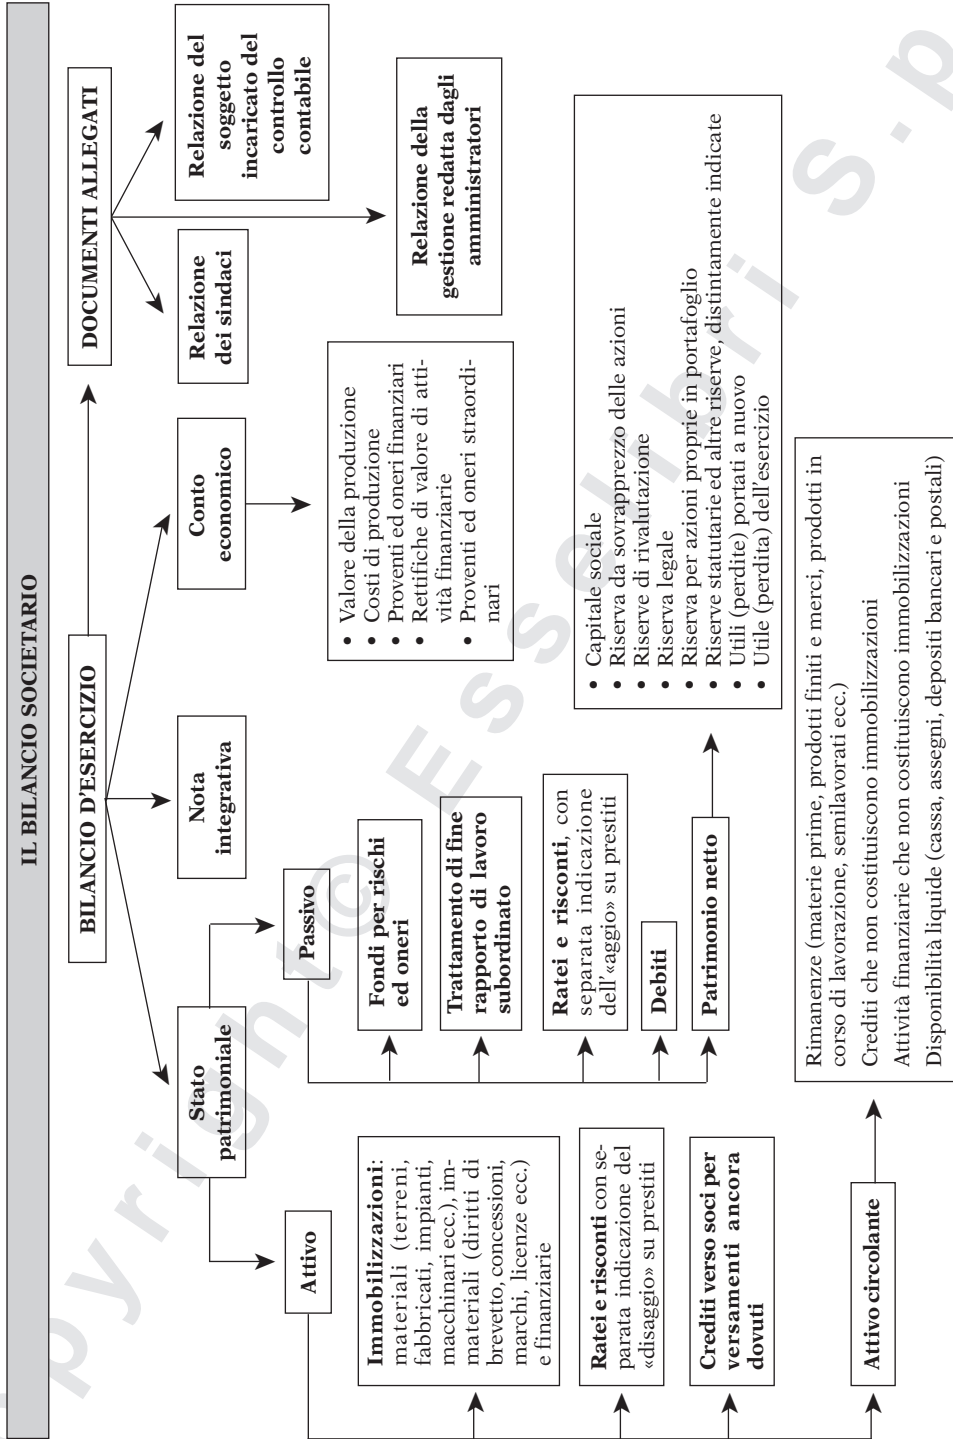 IL BILANCIO SOCIETARIO
BILANCIO D'ESERCIZIO
DOCUMENTI ALLEGATI
Stato
patrimoniale
Nota
integrativa
Conto
economico
Relazione
dei sindaci
Relazione del
soggetto
incaricato del
controllo
contabile
Relazione della
gestione redatta dagli
amministratori
• Valore della produzione
• Costi di produzione
• Proventi ed oneri finanziari
• Rettifiche di valore di atti-
vità finanziarie
• Proventi ed oneri straordi-
nari
Attivo
Passivo
Immobilizzazioni:
materiali (terreni,
fabbricati, impianti,
macchinari ecc.), im-
materiali (diritti di
brevetto, concessioni,
marchi, licenze ecc.)
e finanziarie
Ratei e risconti con se-
parata indicazione del
«disaggio» su prestiti
Crediti verso soci per
versamenti ancora
dovuti
Attivo circolante
Fondi per rischi
ed oneri
Trattamento di fine
rapporto di lavoro
subordinato
Ratei e risconti, con
separata indicazione
dell'«aggio» su prestiti
Debiti
Patrimonio netto
• Capitale sociale
• Riserva da sovrapprezzo delle azioni
• Riserve di rivalutazione
• Riserva legale
• Riserva per azioni proprie in portafoglio
• Riserve statutarie ed altre riserve, distintamente indicate
• Utili (perdite) portati a nuovo
• Utile (perdita) dell'esercizio
Rimanenze (materie prime, prodotti finiti e merci, prodotti in
corso di lavorazione, semilavorati ecc.)
Crediti che non costituiscono immobilizzazioni
Attività finanziarie che non costituiscono immobilizzazioni
Disponibilità liquide (cassa, assegni, depositi bancari e postali)
pyright © Esselibri S.p